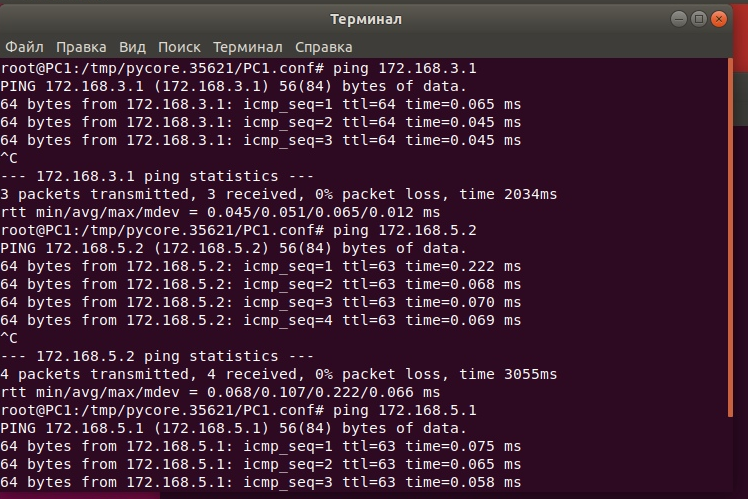 Терминал
Файл Правка Вид Поиск Терминал Справка
root@PC1:/tmp/pycore.35621/PC1.conf# ping 172.168.3.1
PING 172.168.3.1 (172.168.3.1) 56(84) bytes of data.
64 bytes from 172.168.3.1: icmp_seq=1 ttl=64 time=0.065 ms
64 bytes from 172.168.3.1: icmp_seq=2 ttl=64 time=0.045 ms
64 bytes from 172.168.3.1: icmp_seq=3 ttl=64 time=0.045 ms
^C
--- 172.168.3.1 ping statistics ---
3 packets transmitted, 3 received, 0% packet loss, time 2034ms
rtt min/avg/max/mdev = 0.045/0.051/0.065/0.012 ms
root@PC1:/tmp/pycore.35621/PC1.conf# ping 172.168.5.2
PING 172.168.5.2 (172.168.5.2) 56(84) bytes of data.
64 bytes from 172.168.5.2: icmp_seq=1 ttl=63 time=0.222 ms
64 bytes from 172.168.5.2: icmp_seq=2 ttl=63 time=0.068 ms
64 bytes from 172.168.5.2: icmp_seq=3 ttl=63 time=0.070 ms
64 bytes from 172.168.5.2: icmp_seq=4 ttl=63 time=0.069 ms
^C
--- 172.168.5.2 ping statistics ---
4 packets transmitted, 4 received, 0% packet loss, time 3055ms
rtt min/avg/max/mdev = 0.068/0.107/0.222/0.066 ms
root@PC1:/tmp/pycore.35621/PC1.conf# ping 172.168.5.1
PING 172.168.5.1 (172.168.5.1) 56(84) bytes of data.
64 bytes from 172.168.5.1: icmp_seq=1 ttl=63 time=0.075 ms
64 bytes from 172.168.5.1: icmp_seq=2 ttl=63 time=0.065 ms
64 bytes from 172.168.5.1: icmp_seq=3 ttl=63 time=0.058 ms